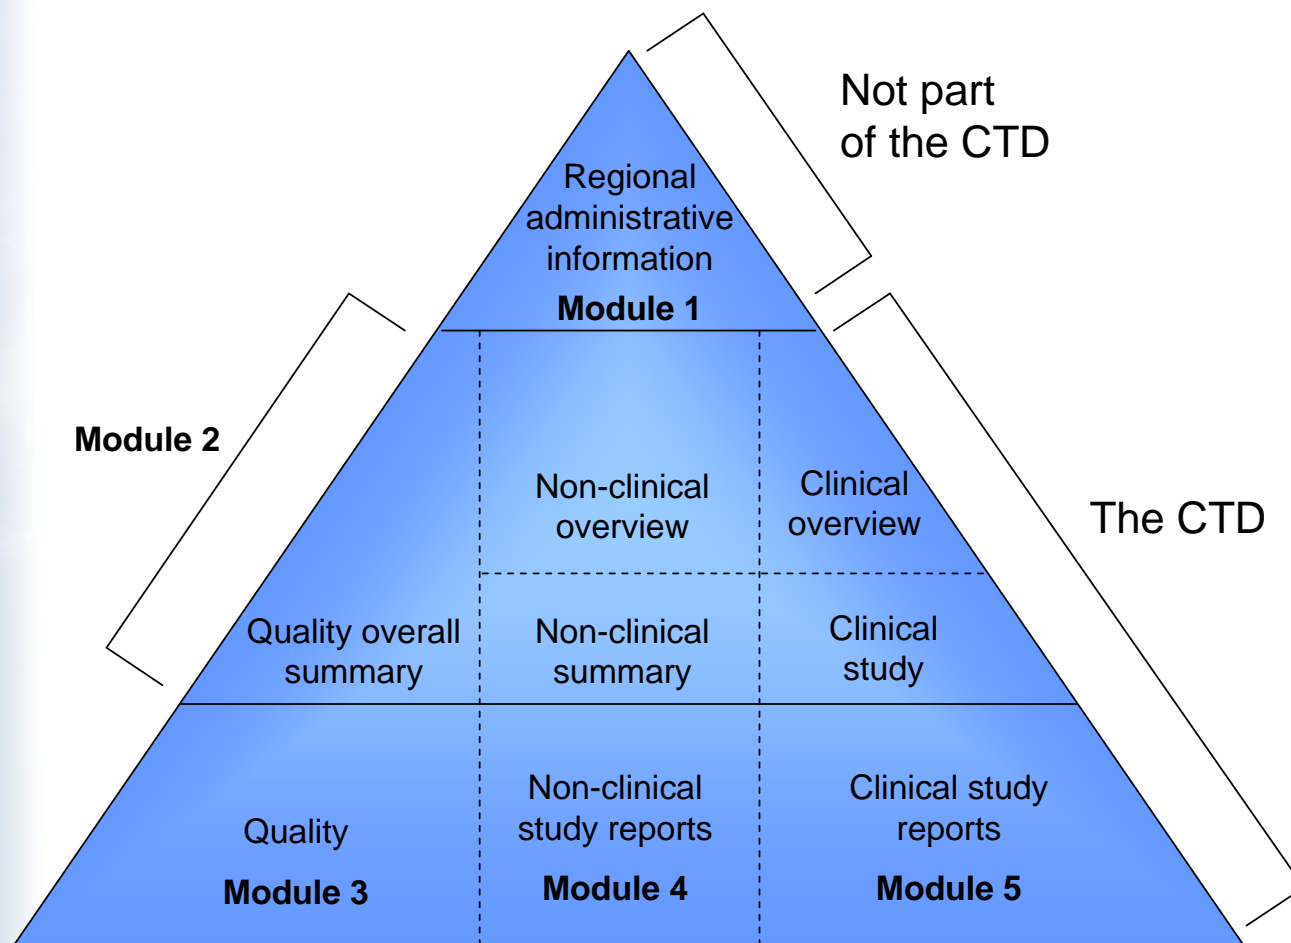 Not part
of the CTD
Regional
administrative
information
Module 1
Module 2
Non-clinical
overview
Clinical
overview
The CTD
Quality overall
summary
Non-clinical
summary
Clinical
study
Quality
Module 3
Non-clinical
study reports
Module 4
Clinical study
reports
Module 5